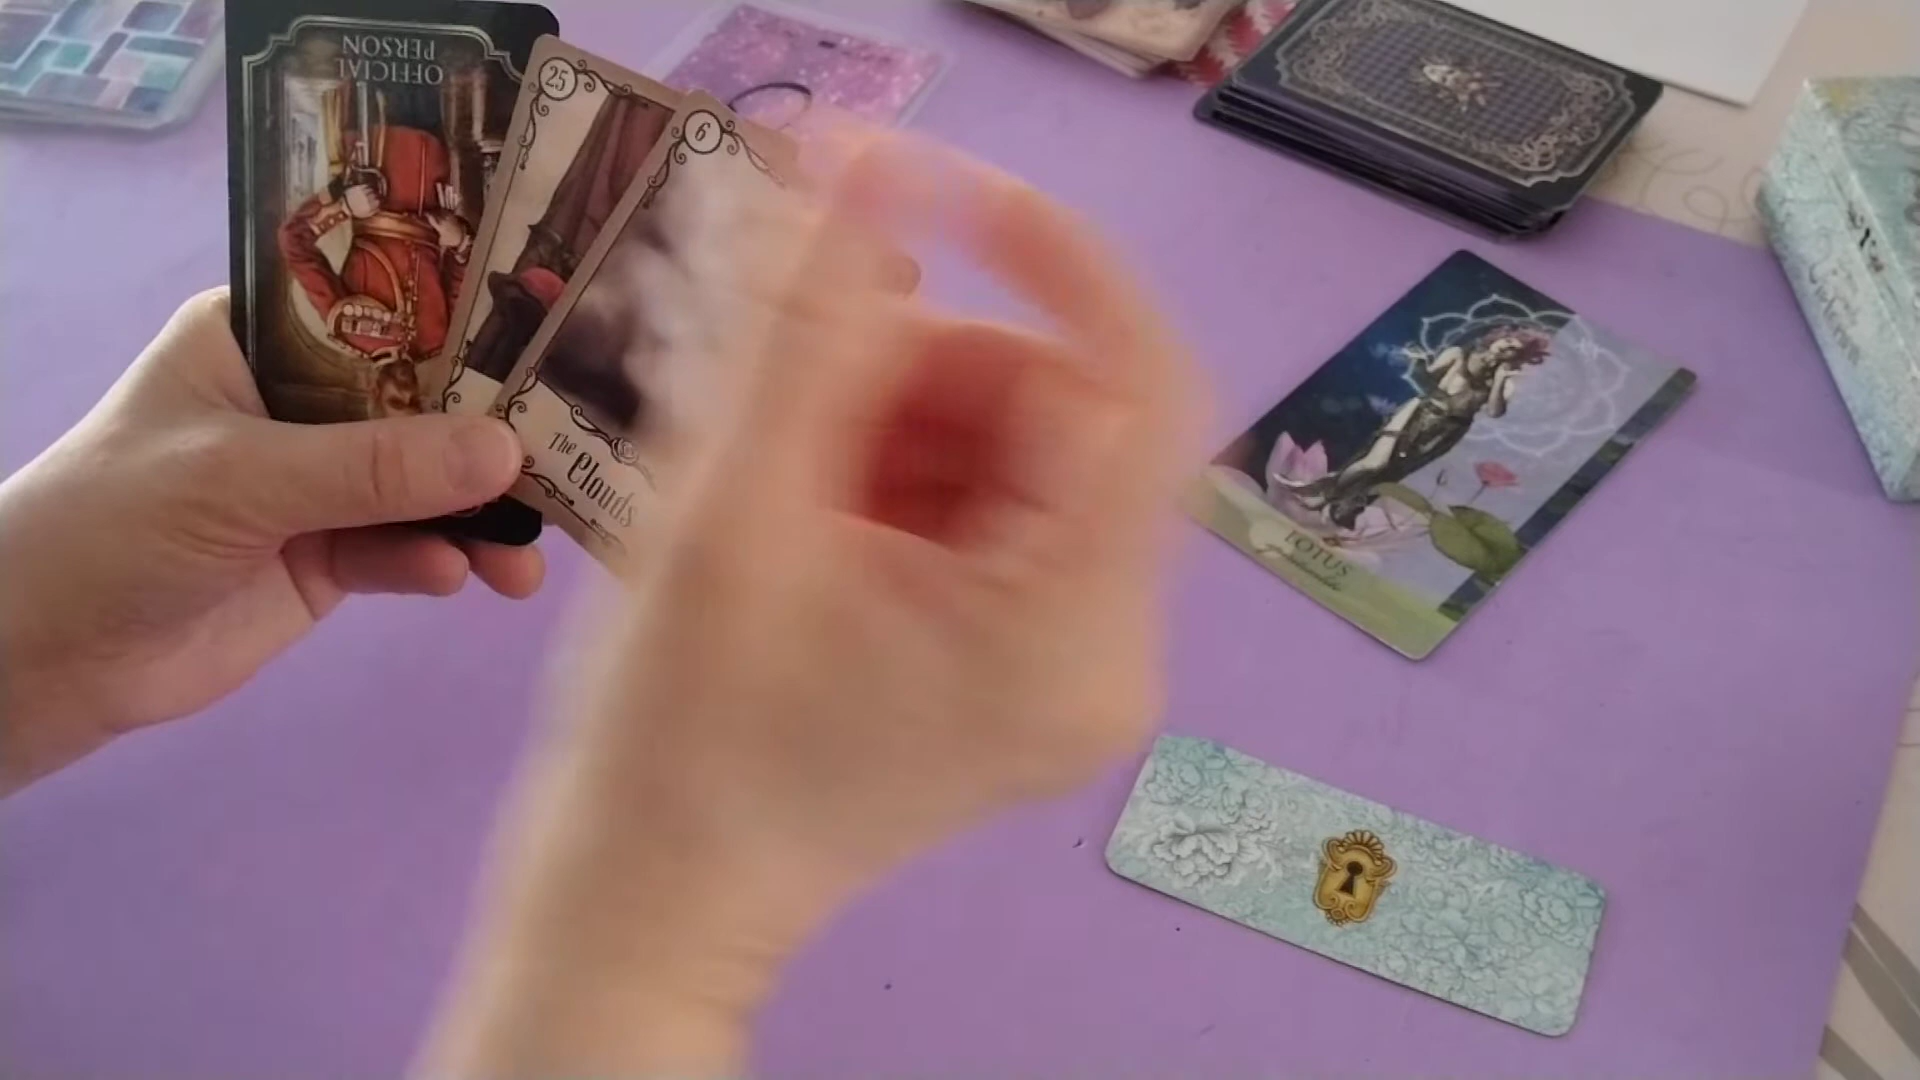 OFFICIAL
PERSON
25
6
The Clouds
LOTUS